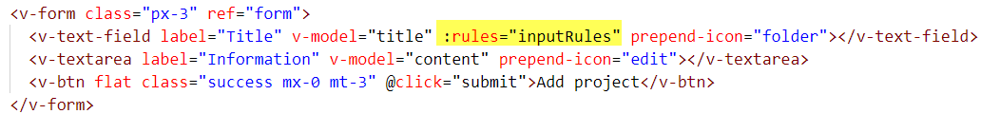 <v-form class="px-3" ref="form">
<v-text-field label="Title" v-model="title" :rules="inputRules" prepend-icon="folder"></v-text-field>
<v-textarea label="Information" v-model="content" prepend-icon="edit"></v-textarea>
<v-btn flat class="success mx-0 mt-3" @click="submit">Add project</v-btn>
</v-form>